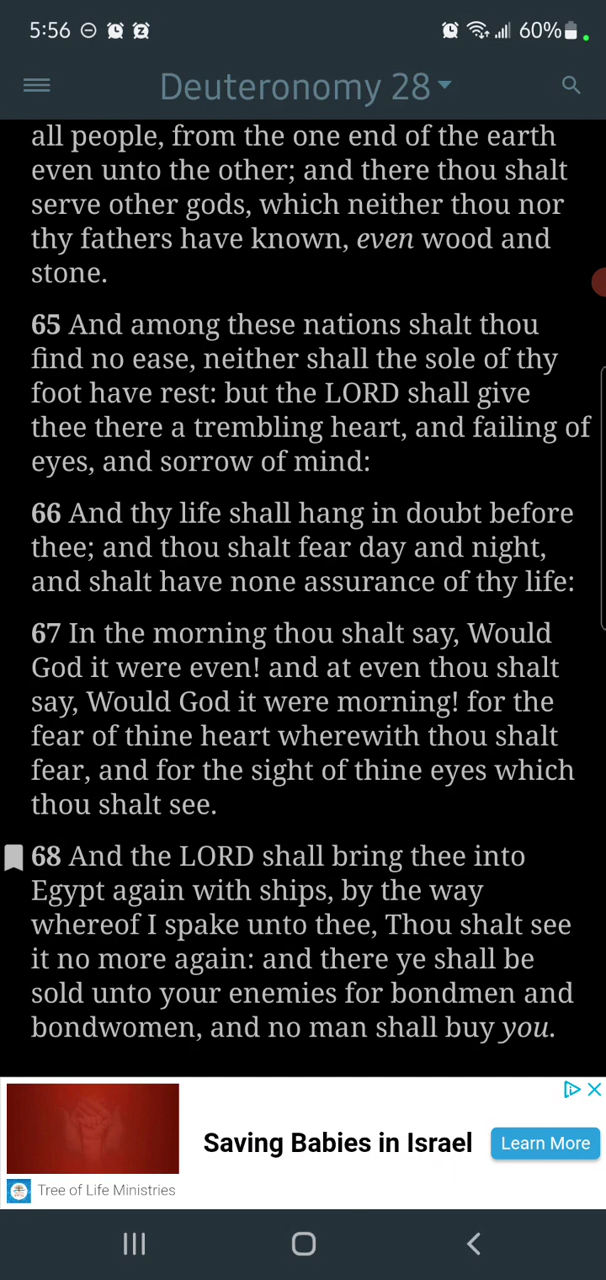 5:56 60%
Deuteronomy 28
all people, from the one end of the earth
even unto the other; and there thou shalt
serve other gods, which neither thou nor
thy fathers have known, even wood and
stone.
65 And among these nations shalt thou
find no ease, neither shall the sole of thy
foot have rest: but the LORD shall give
thee there a trembling heart, and failing of
eyes, and sorrow of mind:
66 And thy life shall hang in doubt before
thee; and thou shalt fear day and night,
and shalt have none assurance of thy life:
67 In the morning thou shalt say, Would
God it were even! and at even thou shalt
say, Would God it were morning! for the
fear of thine heart wherewith thou shalt
fear, and for the sight of thine eyes which
thou shalt see.
68 And the LORD shall bring thee into
Egypt again with ships, by the way
whereof I spake unto thee, Thou shalt see
it no more again: and there ye shall be
sold unto your enemies for bondmen and
bondwomen, and no man shall buy you.
Saving Babies in Israel
Learn More
Tree of Life Ministries